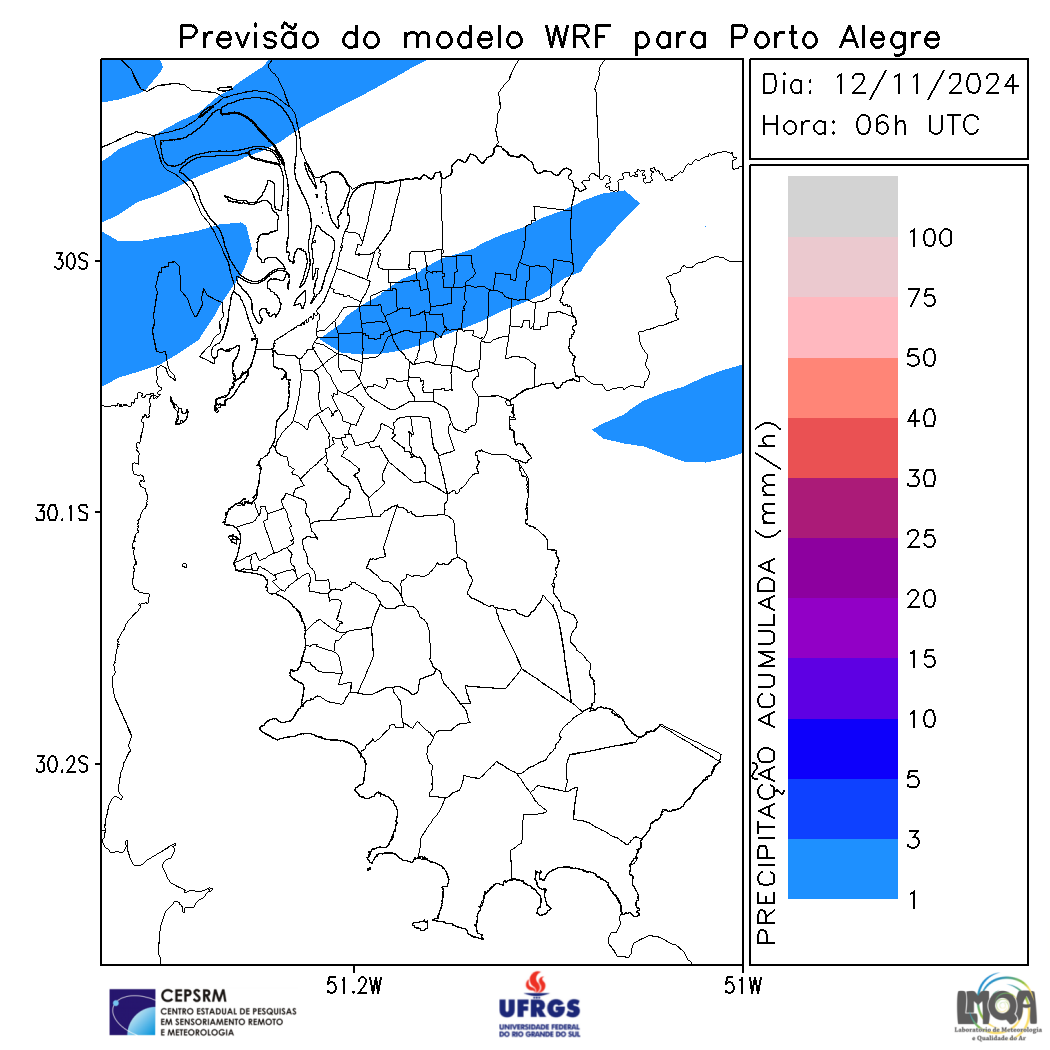 Previsão do modelo WRF para Porto Alegre
Dia: 12/11/2024
Hora: 06h UTC
30S
30.1S
30.2S
51.2W
51W
PRECIPITAÇÃO ACUMULADA (mm/h)
100
75
50
40
30
25
20
15
10
5
3
1
CEPSRM
CENTRO ESTADUAL DE PESQUISAS
EM SENSORIAMENTO REMOTO
E METEOROLOGIA
UFRGS
UNIVERSIDADE FEDERAL
DO RIO GRANDE DO SUL
LMQA
Laboratório de Meteorologia
e Qualidade do Ar